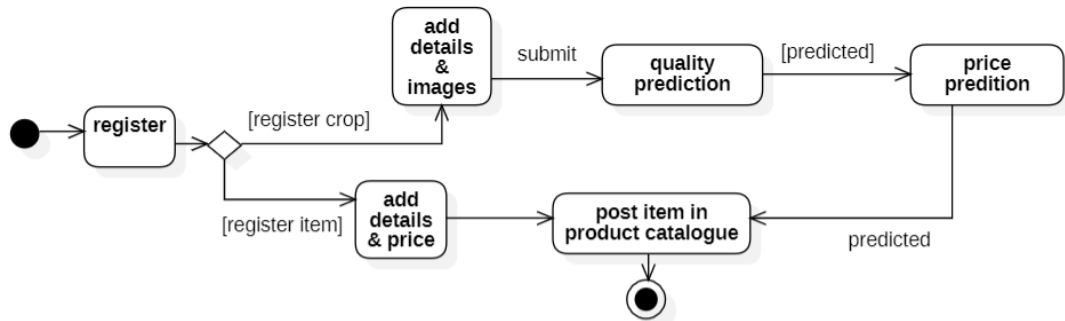 add
details
&
images
submit
quality
prediction
[predicted]
price
predition
register
[register crop]
[register item]
add
details
& price
post item in
product catalogue
predicted